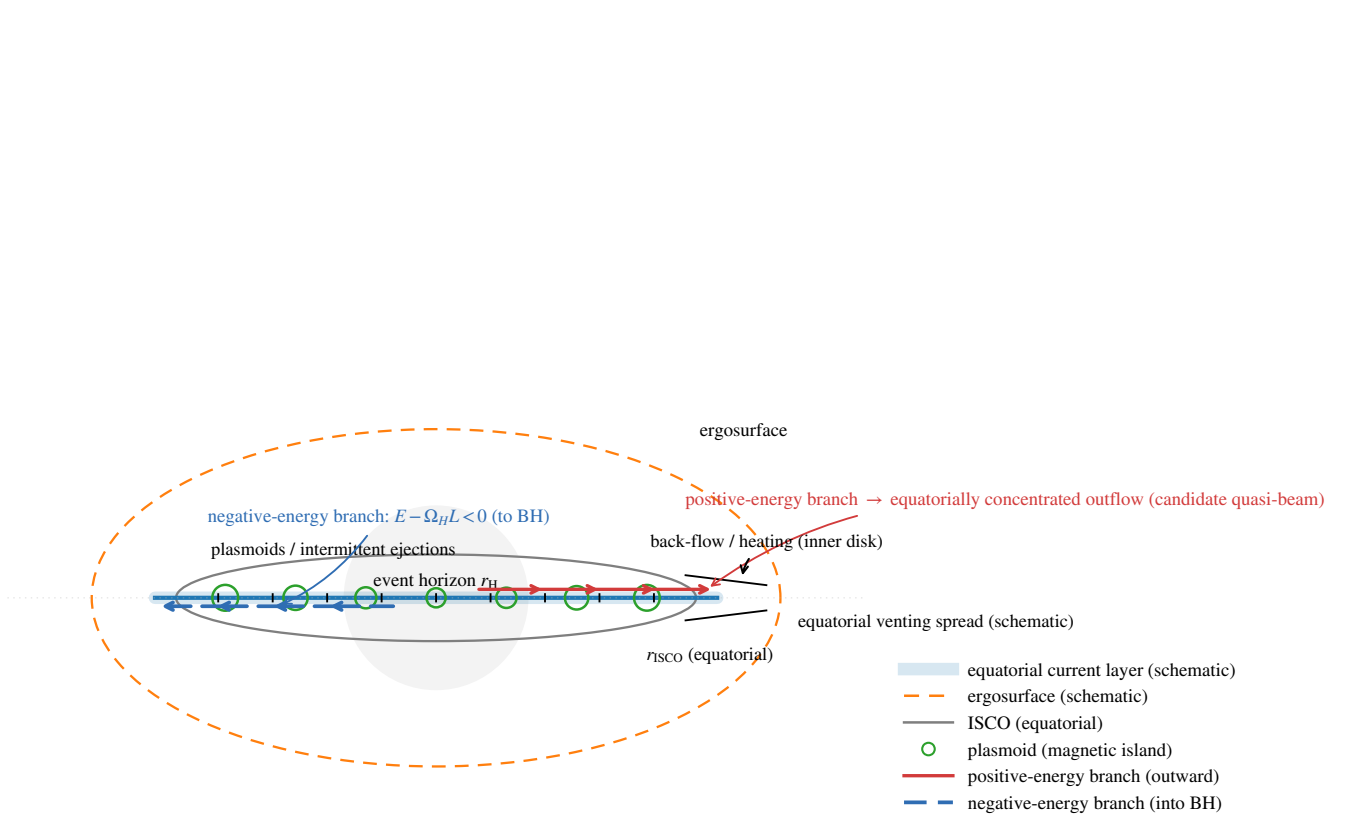 ergosurface
positive-energy branch → equatorially concentrated outflow (candidate quasi-beam)
negative-energy branch: E − Ω_H L < 0 (to BH)
back-flow / heating (inner disk)
plasmoids / intermittent ejections
event horizon r_H
equatorial venting spread (schematic)
r_ISCO (equatorial)
equatorial current layer (schematic)
ergosurface (schematic)
ISCO (equatorial)
plasmoid (magnetic island)
positive-energy branch (outward)
negative-energy branch (into BH)